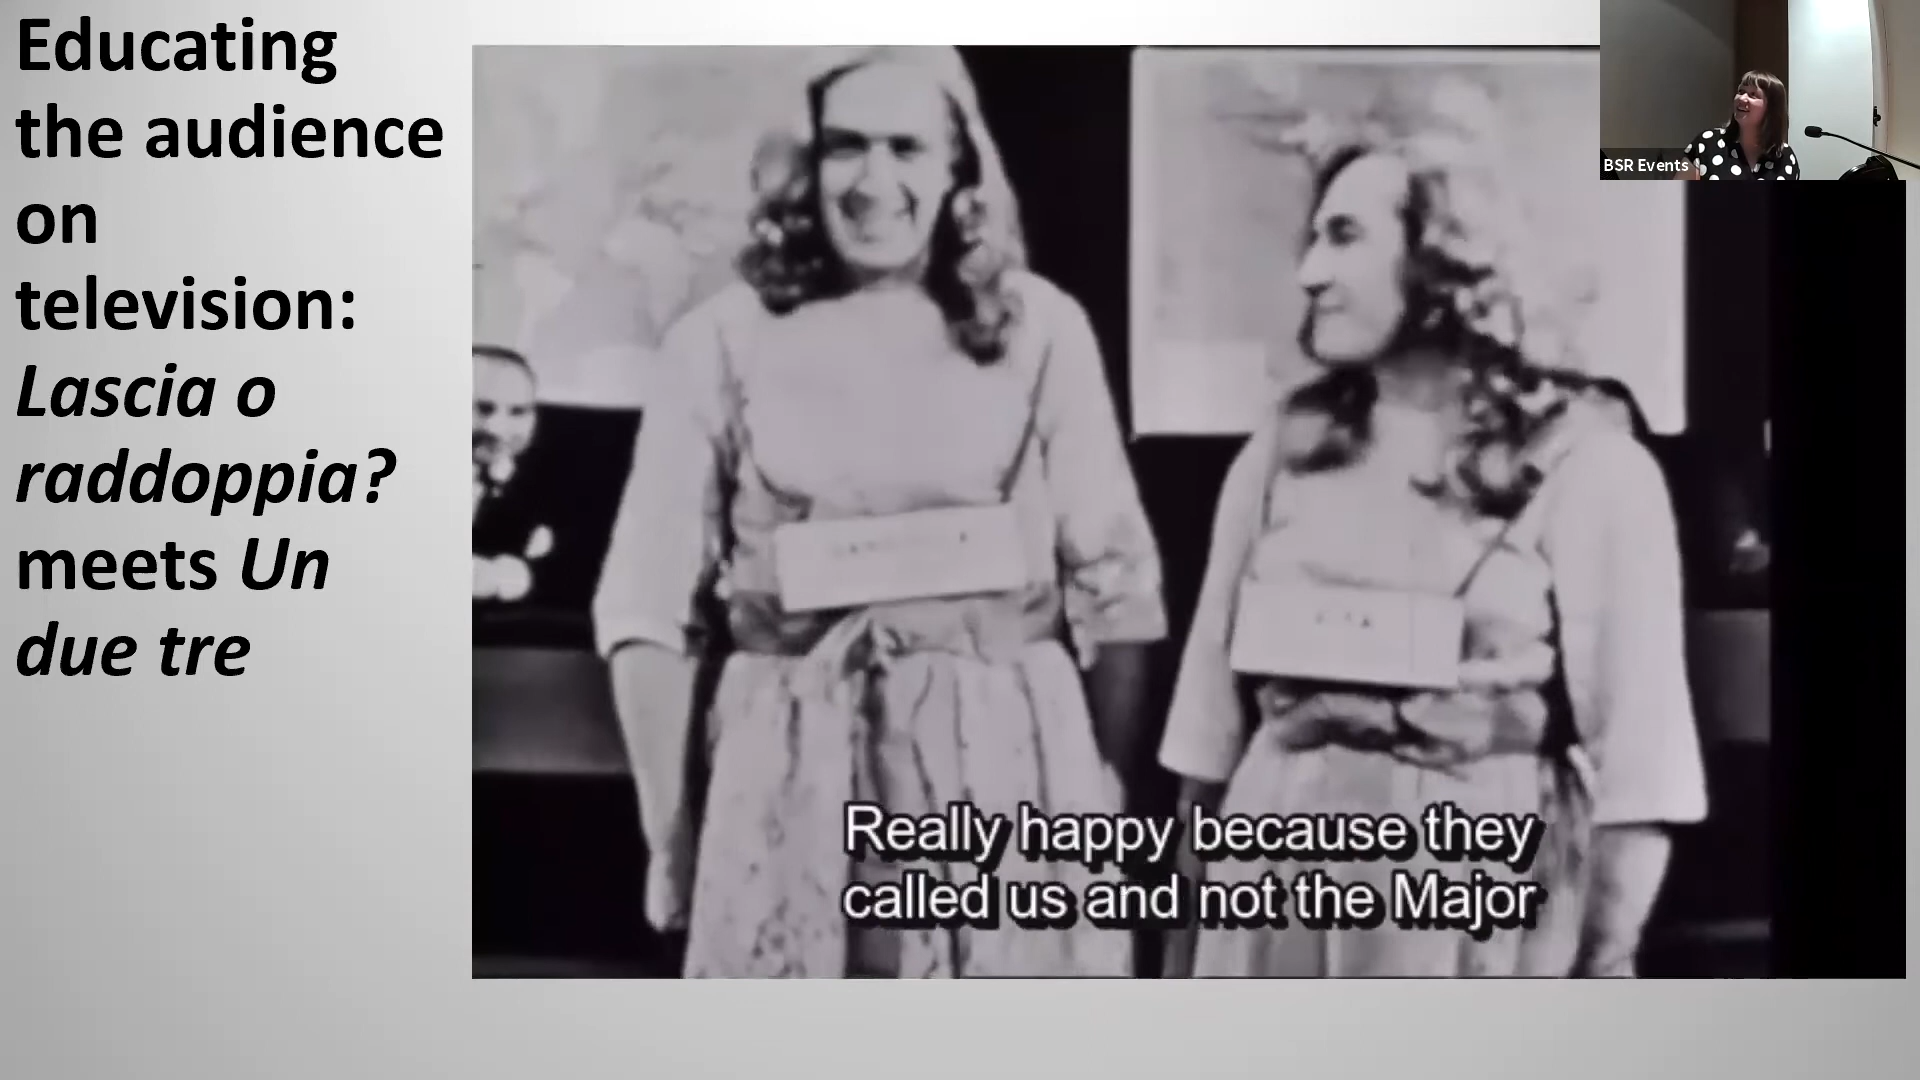 Educating
the audience
on
television:
Lascia o
raddoppia?
meets Un
due tre
BSR Events
Really happy because they
called us and not the Major